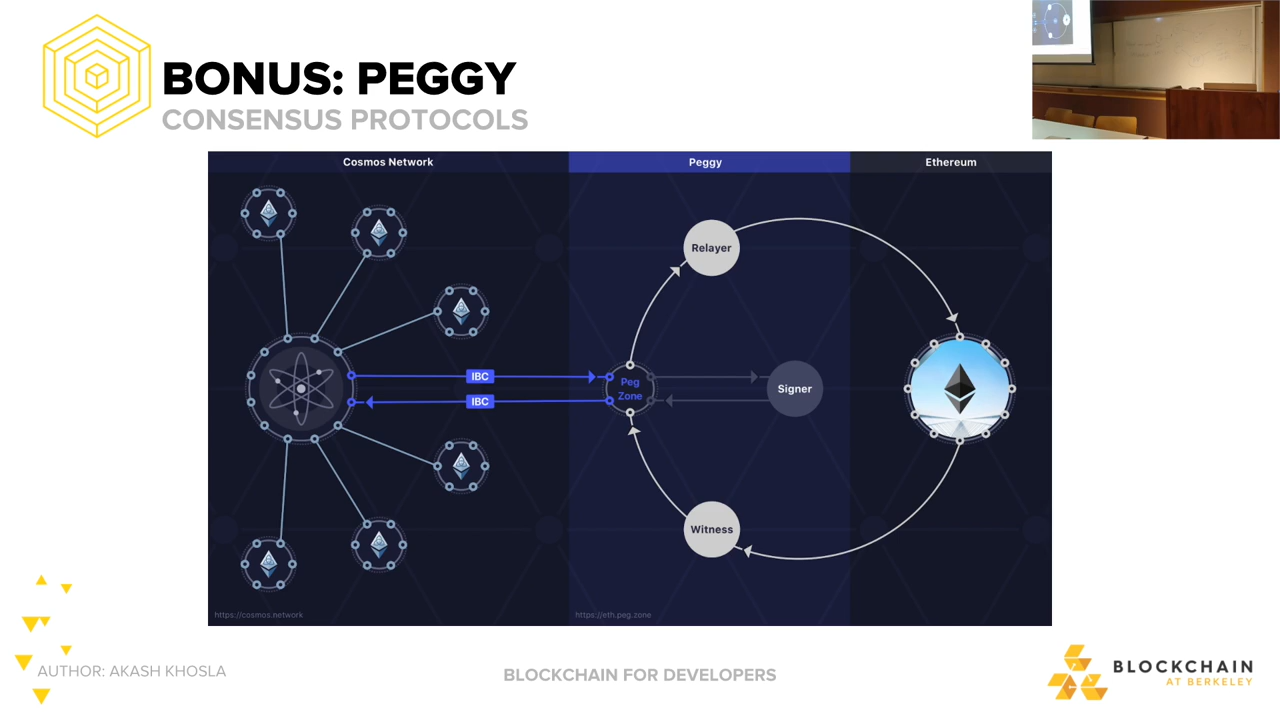 BONUS: PEGGY
CONSENSUS PROTOCOLS
Cosmos Network
Peggy
Ethereum
Relayer
IBC
IBC
Peg
Zone
Signer
Witness
https://cosmos.network
https://eth.peg.zone
AUTHOR: AKASH KHOSLA
BLOCKCHAIN FOR DEVELOPERS
BLOCKCHAIN
AT BERKELEY